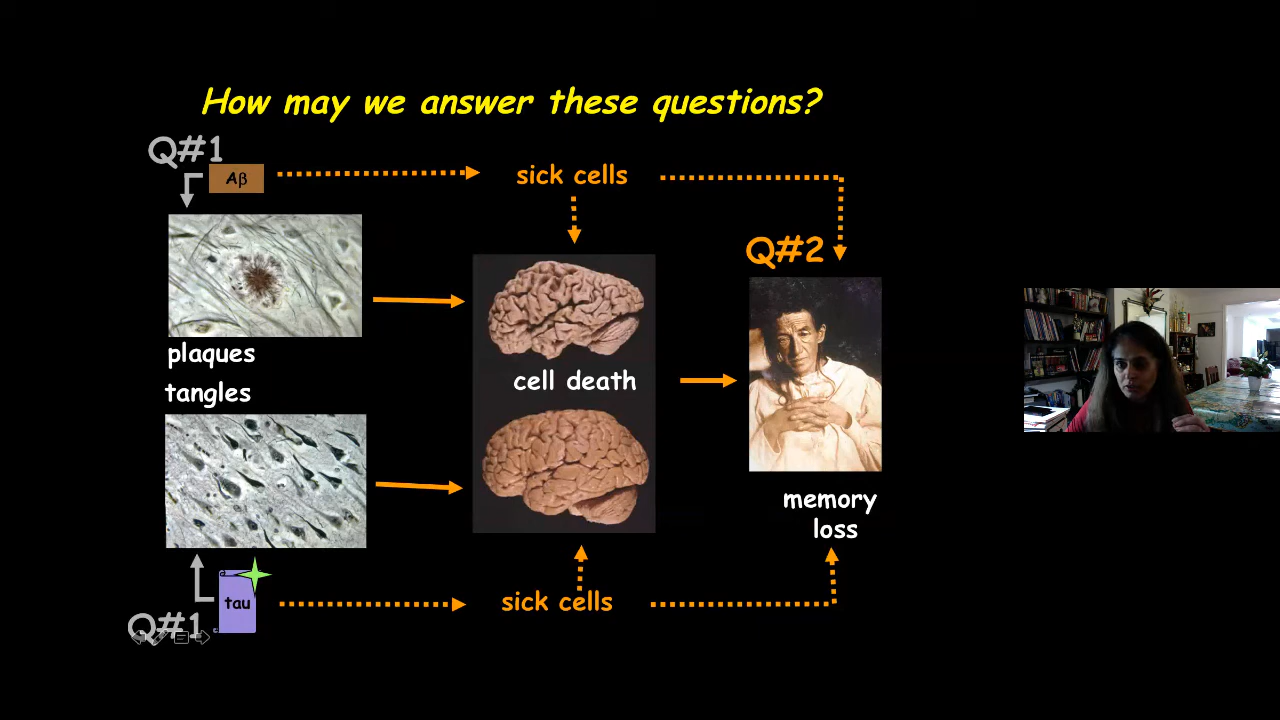 How may we answer these questions?
Q#1
Aβ
sick cells
Q#2
plaques
tangles
cell death
memory
loss
tau
sick cells
Q#1